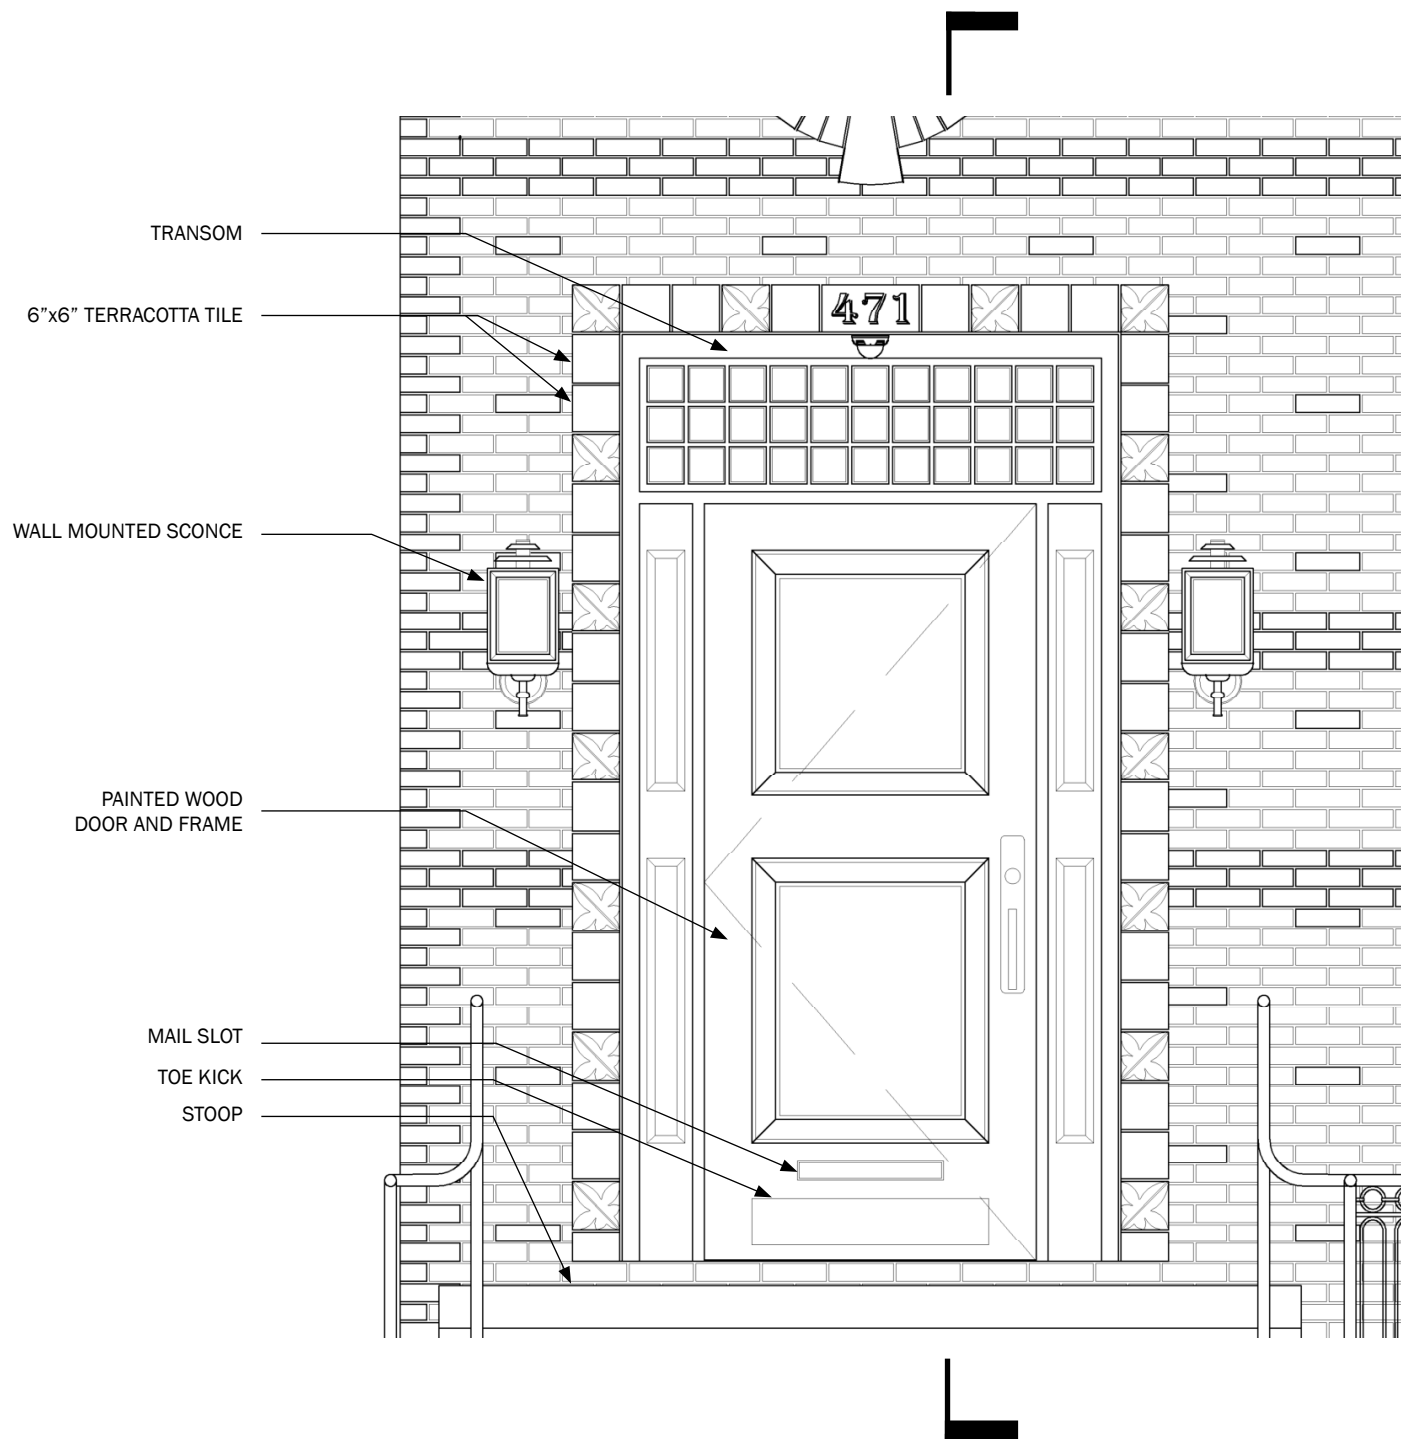 TRANSOM
471
6”x6” TERRACOTTA TILE
WALL MOUNTED SCONCE
PAINTED WOOD
DOOR AND FRAME
MAIL SLOT
TOE KICK
STOOP